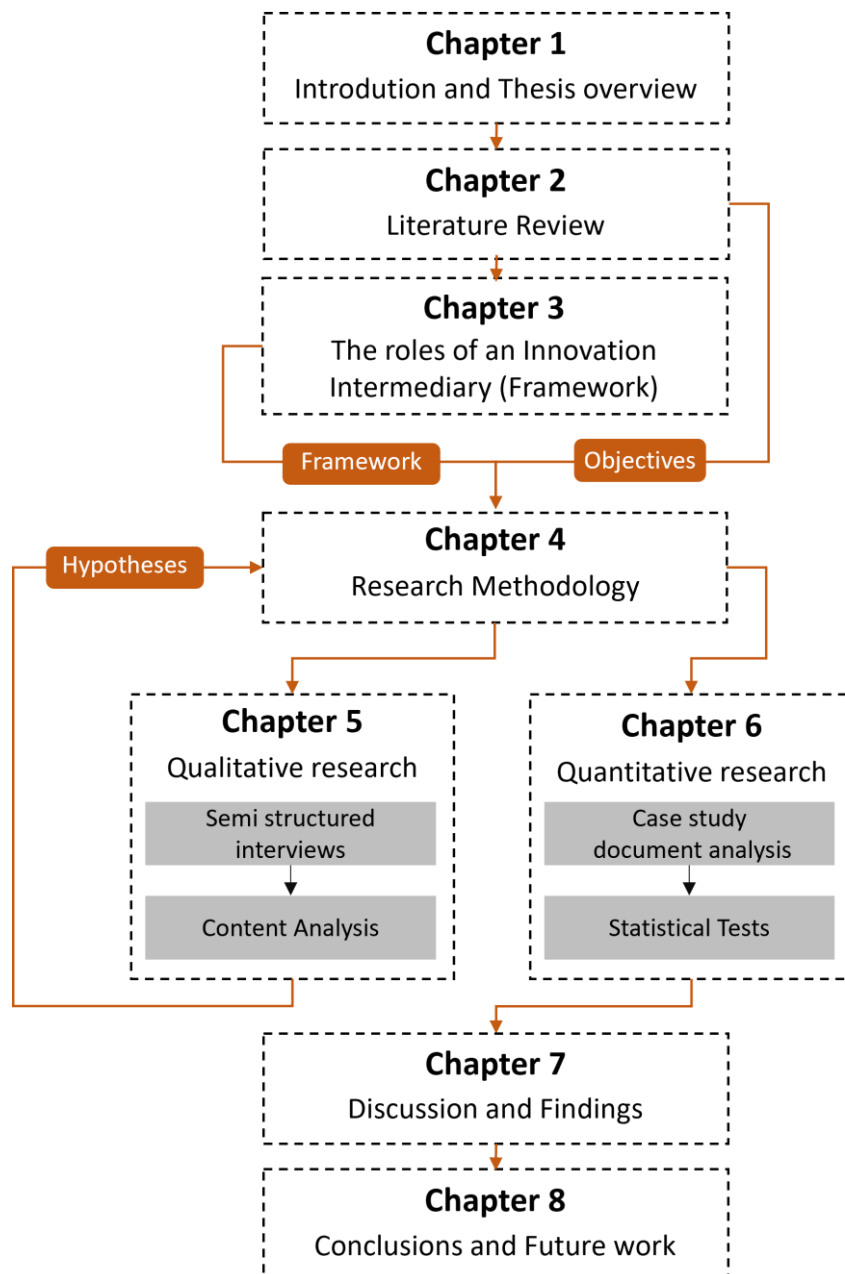 Chapter 1
Introdution and Thesis overview
Chapter 2
Literature Review
Chapter 3
The roles of an Innovation
Intermediary (Framework)
Framework
Objectives
Chapter 4
Research Methodology
Hypotheses
Chapter 5
Qualitative research
Semi structured
interviews
Content Analysis
Chapter 6
Quantitative research
Case study
document analysis
Statistical Tests
Chapter 7
Discussion and Findings
Chapter 8
Conclusions and Future work